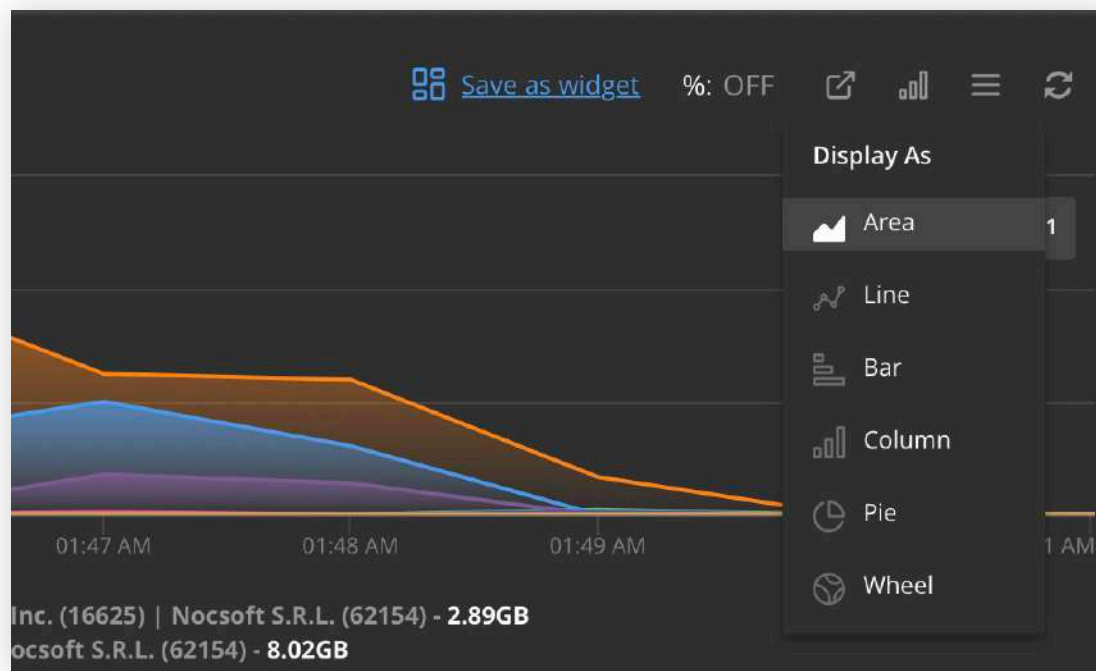 Save as widget %: OFF
Display As
Area
1
Line
Bar
Column
Pie
Wheel
01:47 AM 01:48 AM 01:49 AM 1 AM
Inc. (16625) | Nocsoft S.R.L. (62154) - 2.89GB
ocsoft S.R.L. (62154) - 8.02GB